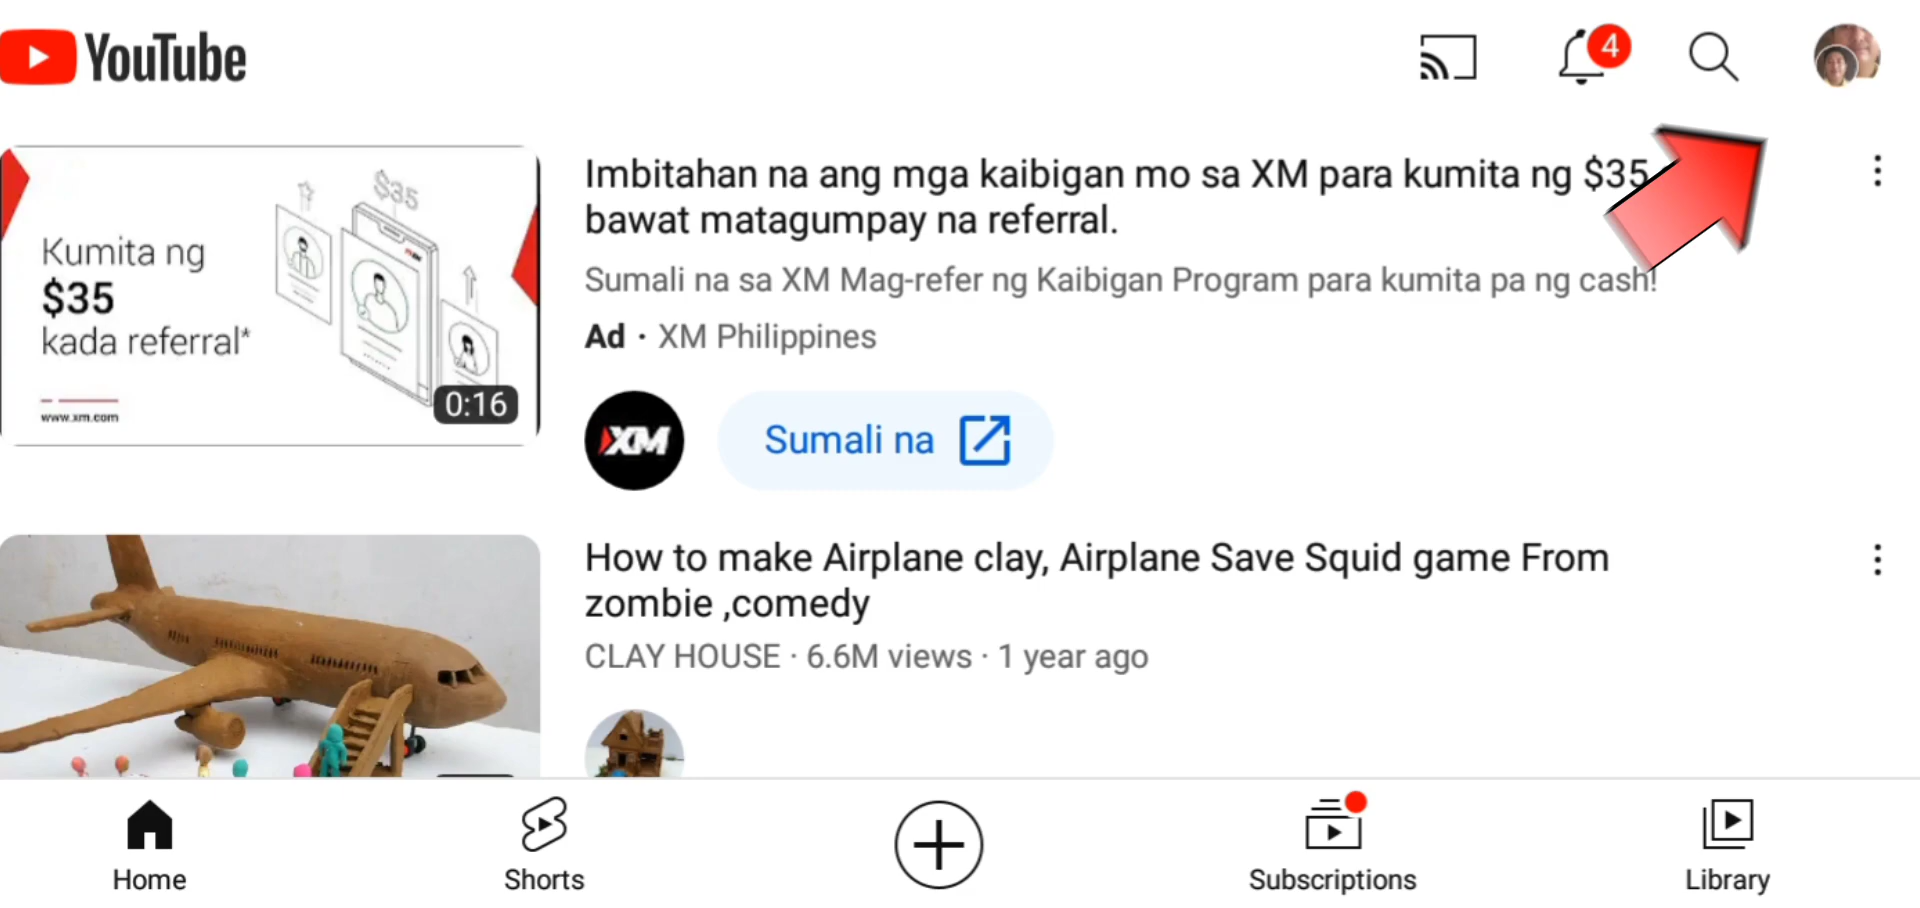 YouTube
4
Imbitahan na ang mga kaibigan mo sa XM para kumita ng $35
bawat matagumpay na referral.
Sumali na sa XM Mag-refer ng Kaibigan Program para kumita pa ng cash!
Ad · XM Philippines
XM
Sumali na
$35
Kumita ng
$35
kada referral*
www.xm.com
0:16
How to make Airplane clay, Airplane Save Squid game From
zombie ,comedy
CLAY HOUSE · 6.6M views · 1 year ago
Home
Shorts
Subscriptions
Library